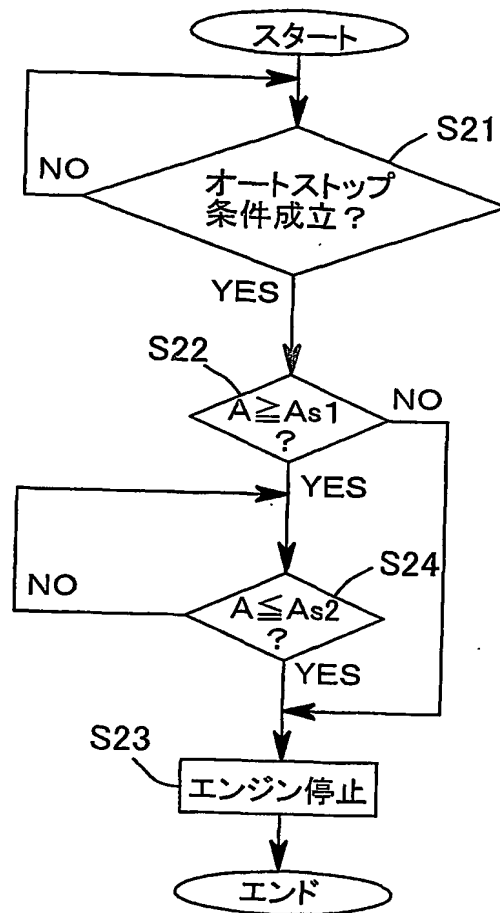 スタート
S21
NO
オートストップ
条件成立？
YES
S22
A≧As1
？
NO
YES
S24
NO
A≦As2
？
YES
S23
エンジン停止
エンド